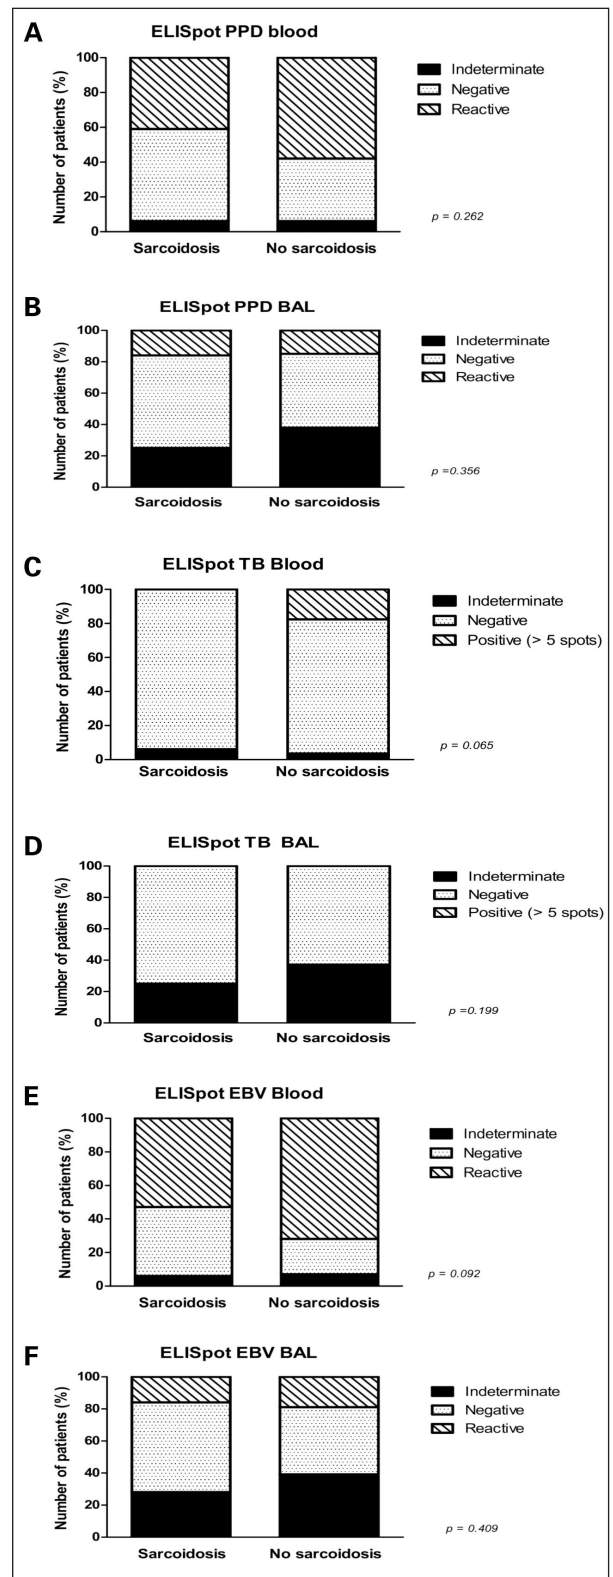 A
ELISpot PPD blood
Number of patients (%)
100
80
60
40
20
0
Sarcoidosis
No sarcoidosis
Indeterminate
Negative
Reactive
p = 0.262
B
ELISpot PPD BAL
Number of patients (%)
100
80
60
40
20
0
Sarcoidosis
No sarcoidosis
Indeterminate
Negative
Reactive
p =0.356
C
ELISpot TB Blood
Number of patients (%)
100
80
60
40
20
0
Sarcoidosis
No sarcoidosis
Indeterminate
Negative
Positive (> 5 spots)
p = 0.065
D
ELISpot TB BAL
Number of patients (%)
100
80
60
40
20
0
Sarcoidosis
No sarcoidosis
Indeterminate
Negative
Positive (> 5 spots)
p =0.199
E
ELISpot EBV Blood
Number of patients (%)
100
80
60
40
20
0
Sarcoidosis
No sarcoidosis
Indeterminate
Negative
Reactive
p = 0.092
F
ELISpot EBV BAL
Number of patients (%)
100
80
60
40
20
0
Sarcoidosis
No sarcoidosis
Indeterminate
Negative
Reactive
p = 0.409